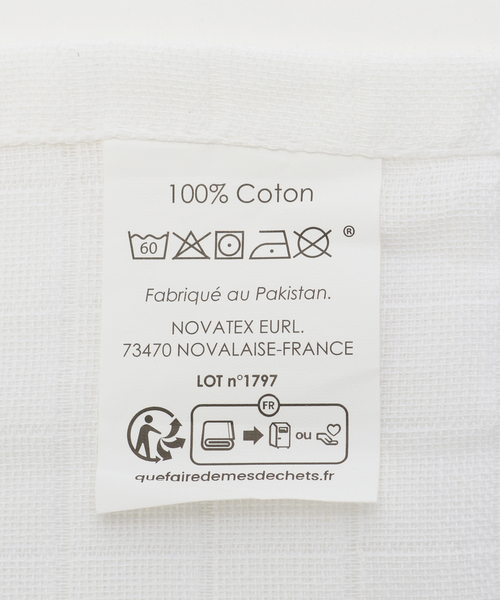 100% Coton
60
®
Fabriqué au Pakistan.
NOVATEX EURL.
73470 NOVALAISE-FRANCE
LOT n°1797
FR
ou
quefairedemesdechets.fr